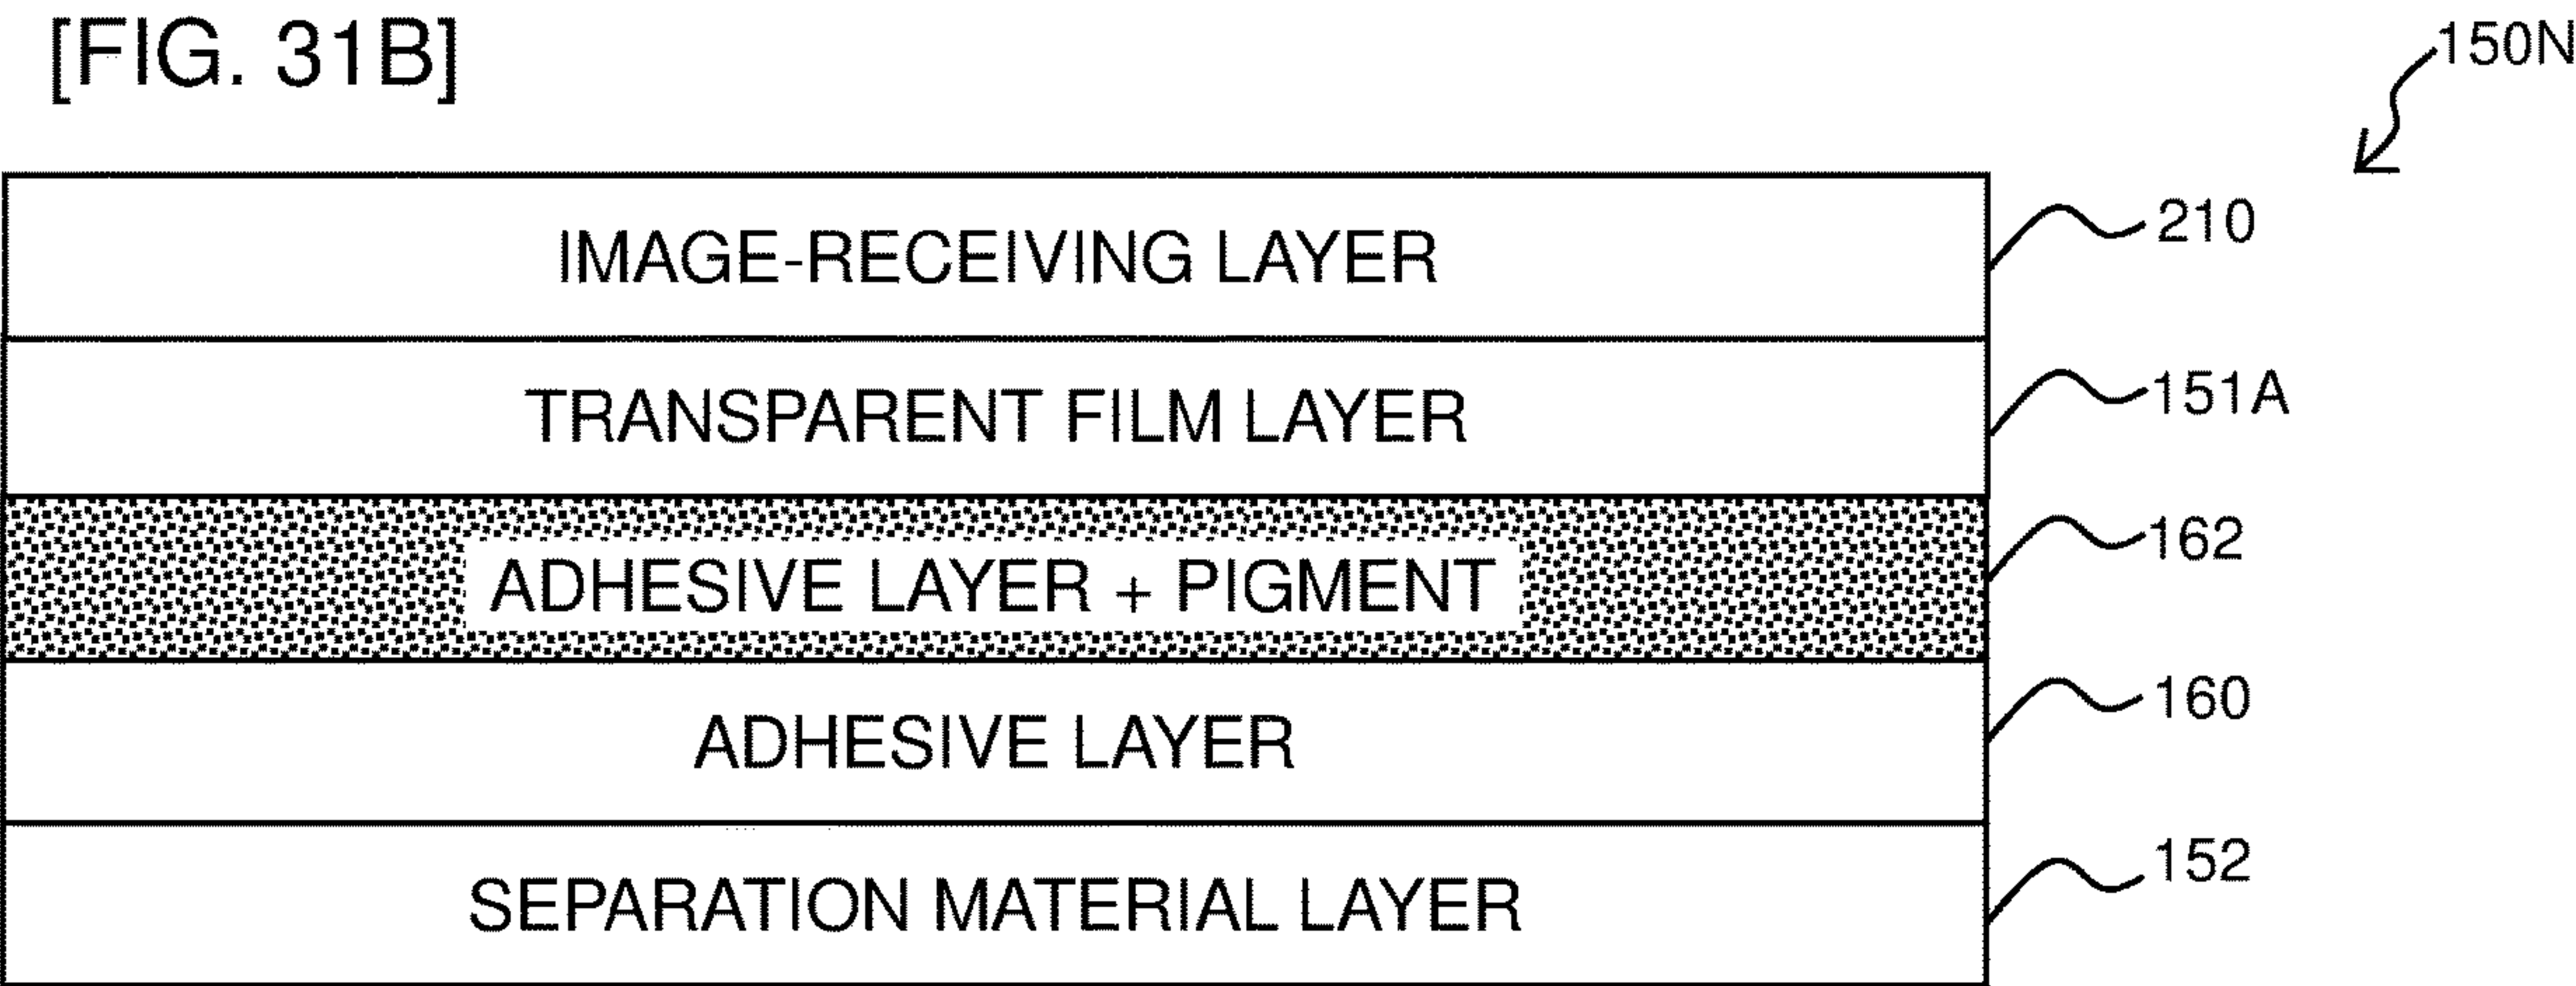 [FIG. 31B]
150N
IMAGE-RECEIVING LAYER 210
TRANSPARENT FILM LAYER 151A
ADHESIVE LAYER + PIGMENT 162
ADHESIVE LAYER 160
SEPARATION MATERIAL LAYER 152